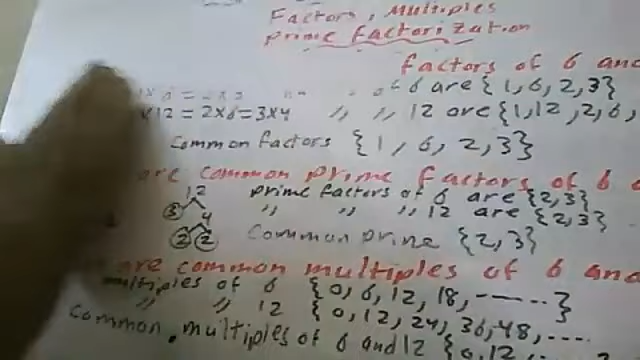 Factors, Multiples
prime factorization
factors of 6 and
of 6 are {1,6,2,3}
x12 = 2x6=3x4 〃 〃 12 are {1,12,2,6,
Common factors {1, 6, 2, 3}
are common prime factors of 6
12 prime factors of 6 are {2,3}
3 4 〃 〃 〃 12 are {2,3}
2 2 Common prime {2,3}
are common multiples of 6 and
multiples of 6 {0,6,12,18,-----..}
〃 〃 12 {0,12,24,36,48,....
Common multiples of 6 and 12 {0,12,